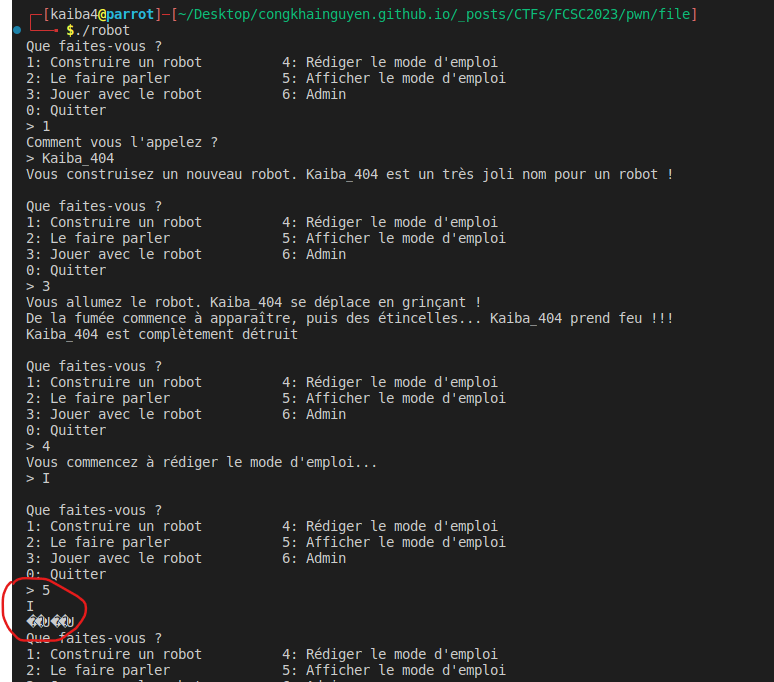 [kaiba4@parrot]-[~/Desktop/congkhainguyen.github.io/_posts/CTFs/FCSC2023/pwn/file]
$./robot
Que faites-vous ?
1: Construire un robot 4: Rédiger le mode d'emploi
2: Le faire parler 5: Afficher le mode d'emploi
3: Jouer avec le robot 6: Admin
0: Quitter
> 1
Comment vous l'appelez ?
> Kaiba_404
Vous construisez un nouveau robot. Kaiba_404 est un très joli nom pour un robot !
Que faites-vous ?
1: Construire un robot 4: Rédiger le mode d'emploi
2: Le faire parler 5: Afficher le mode d'emploi
3: Jouer avec le robot 6: Admin
0: Quitter
> 3
Vous allumez le robot. Kaiba_404 se déplace en grinçant !
De la fumée commence à apparaître, puis des étincelles... Kaiba_404 prend feu !!!
Kaiba_404 est complètement détruit
Que faites-vous ?
1: Construire un robot 4: Rédiger le mode d'emploi
2: Le faire parler 5: Afficher le mode d'emploi
3: Jouer avec le robot 6: Admin
0: Quitter
> 4
Vous commencez à rédiger le mode d'emploi...
> I
Que faites-vous ?
1: Construire un robot 4: Rédiger le mode d'emploi
2: Le faire parler 5: Afficher le mode d'emploi
3: Jouer avec le robot 6: Admin
0: Quitter
> 5
I
Que faites-vous ?
1: Construire un robot 4: Rédiger le mode d'emploi
2: Le faire parler 5: Afficher le mode d'emploi